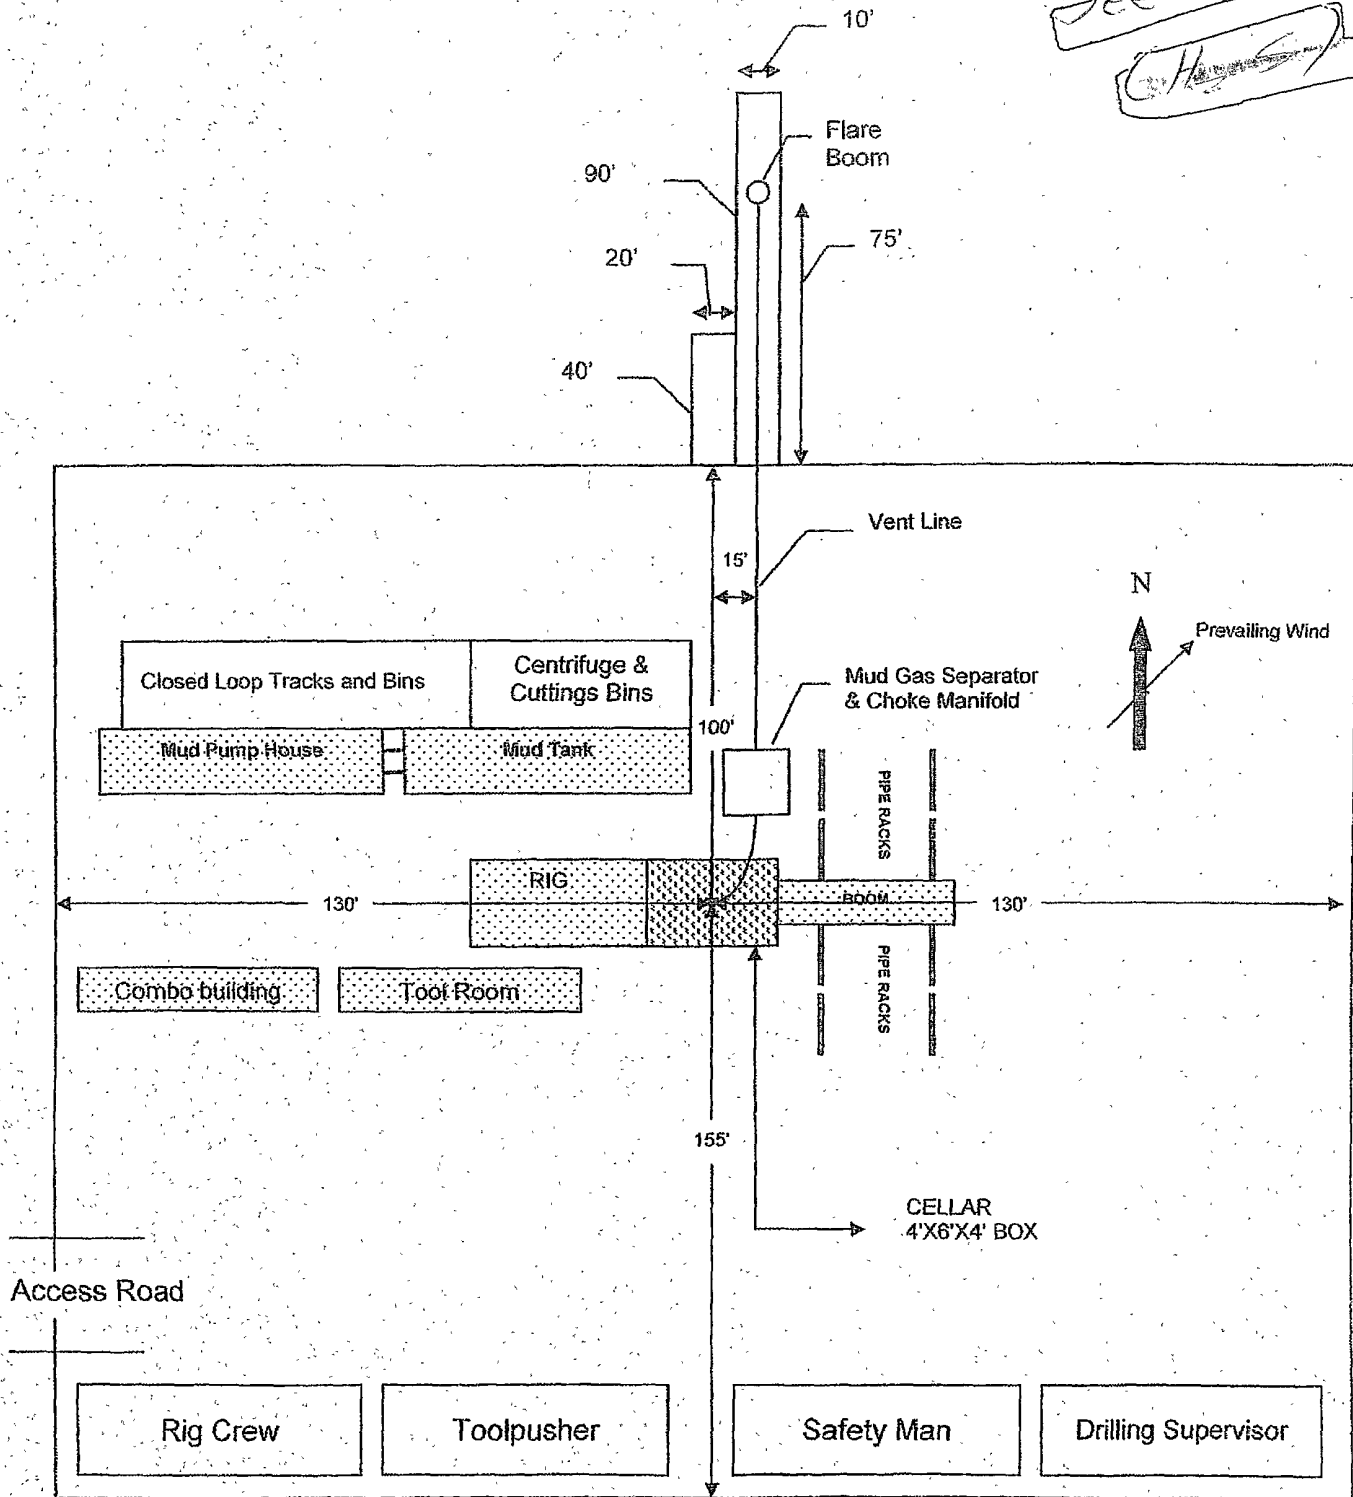 10'
Flare
Boom
90'
75'
20'
40'
Vent Line
15'
N
Prevailing Wind
Closed Loop Tracks and Bins
Centrifuge &
Cuttings Bins
Mud Gas Separator
& Choke Manifold
100'
Mud Pump House
Mud Tank
PIPE RACKS
RIG
BOOM
130'
130'
PIPE RACKS
Combo building
Tool Room
155'
CELLAR
4'X6'X4' BOX
Access Road
Rig Crew
Toolpusher
Safety Man
Drilling Supervisor